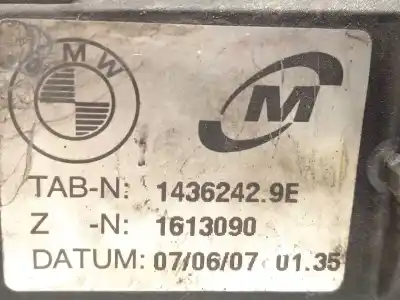 BMW
M
TAB-N: 1436242.9E
Z -N: 1613090
DATUM: 07/06/07 01.35